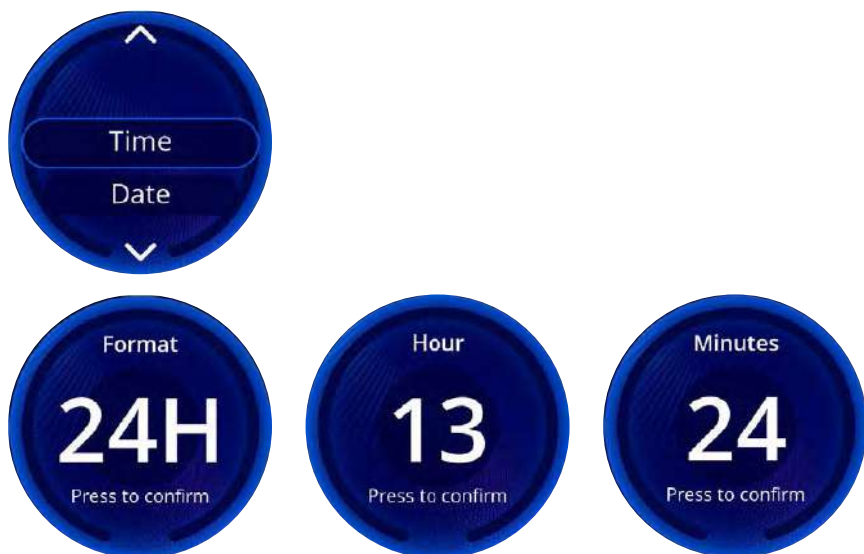 Time
Date
Format
24H
Press to confirm
Hour
13
Press to confirm
Minutes
24
Press to confirm